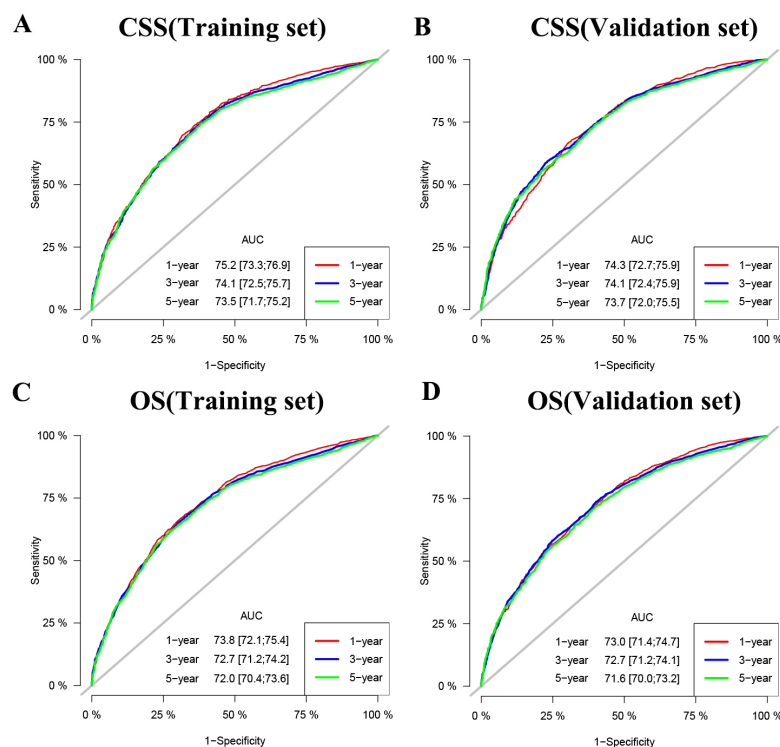 A
CSS(Training set)
100 %
75 %
50 %
25 %
0 %
Sensitivity
AUC
1−year 75.2 [73.3;76.9] 1−year
3−year 74.1 [72.5;75.7] 3−year
5−year 73.5 [71.7;75.2] 5−year
0 % 25 % 50 % 75 % 100 %
1−Specificity
B
CSS(Validation set)
100 %
75 %
50 %
25 %
0 %
Sensitivity
AUC
1−year 74.3 [72.7;75.9] 1−year
3−year 74.1 [72.4;75.9] 3−year
5−year 73.7 [72.0;75.5] 5−year
0 % 25 % 50 % 75 % 100 %
1−Specificity
C
OS(Training set)
100 %
75 %
50 %
25 %
0 %
Sensitivity
AUC
1−year 73.8 [72.1;75.4] 1−year
3−year 72.7 [71.2;74.2] 3−year
5−year 72.0 [70.4;73.6] 5−year
0 % 25 % 50 % 75 % 100 %
1−Specificity
D
OS(Validation set)
100 %
75 %
50 %
25 %
0 %
Sensitivity
AUC
1−year 73.0 [71.4;74.7] 1−year
3−year 72.7 [71.2;74.1] 3−year
5−year 71.6 [70.0;73.2] 5−year
0 % 25 % 50 % 75 % 100 %
1−Specificity